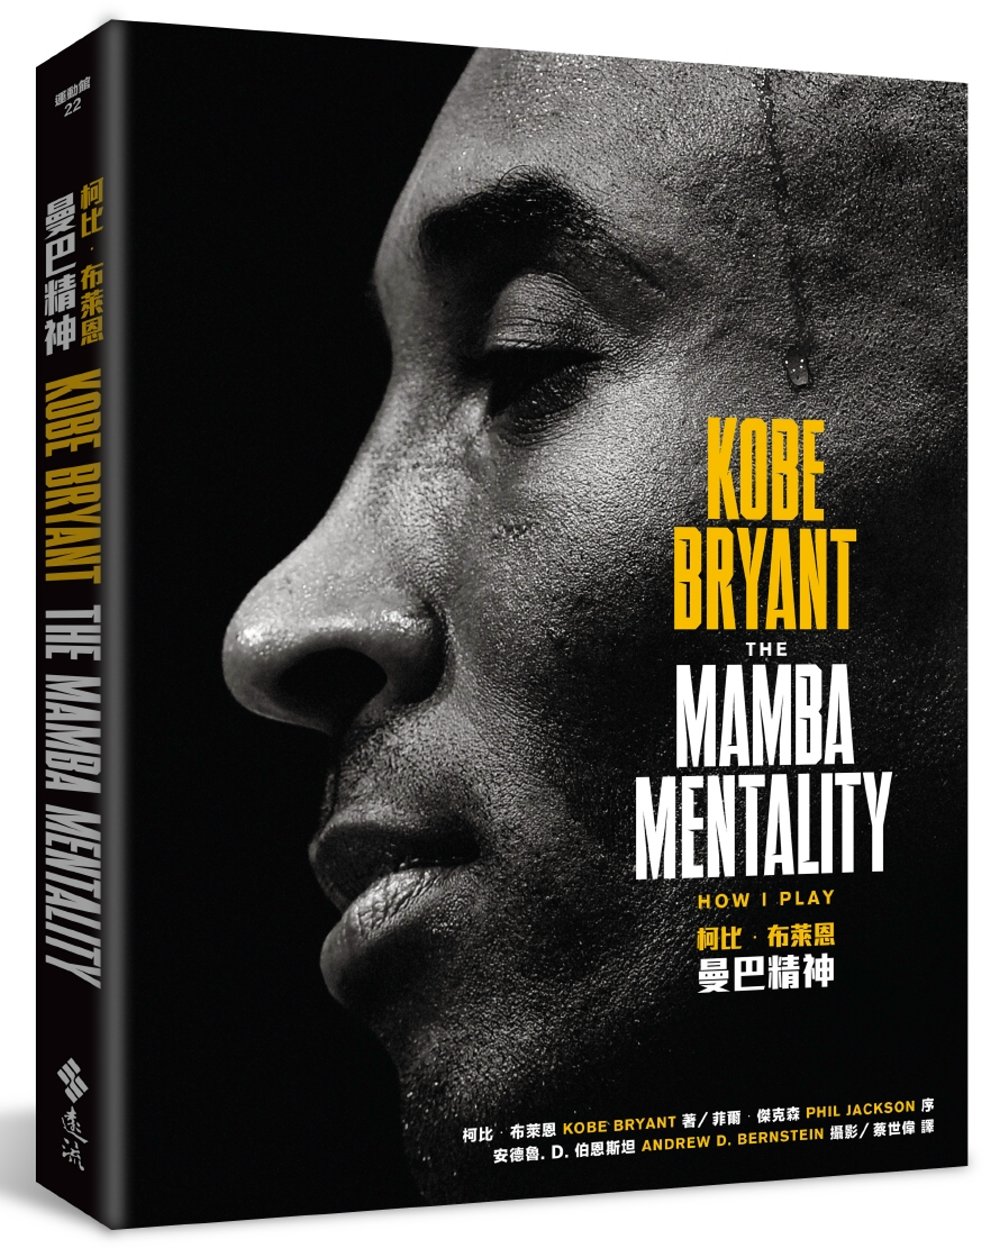 運動館
22
柯比·布萊恩
曼巴精神
KOBE BRYANT THE MAMBA MENTALITY
遠流
KOBE
BRYANT
THE
MAMBA
MENTALITY
HOW I PLAY
柯比·布萊恩
曼巴精神
柯比·布萊恩 KOBE BRYANT 著/菲爾·傑克森 PHIL JACKSON 序
安德魯. D. 伯恩斯坦 ANDREW D. BERNSTEIN 攝影/蔡世偉 譯